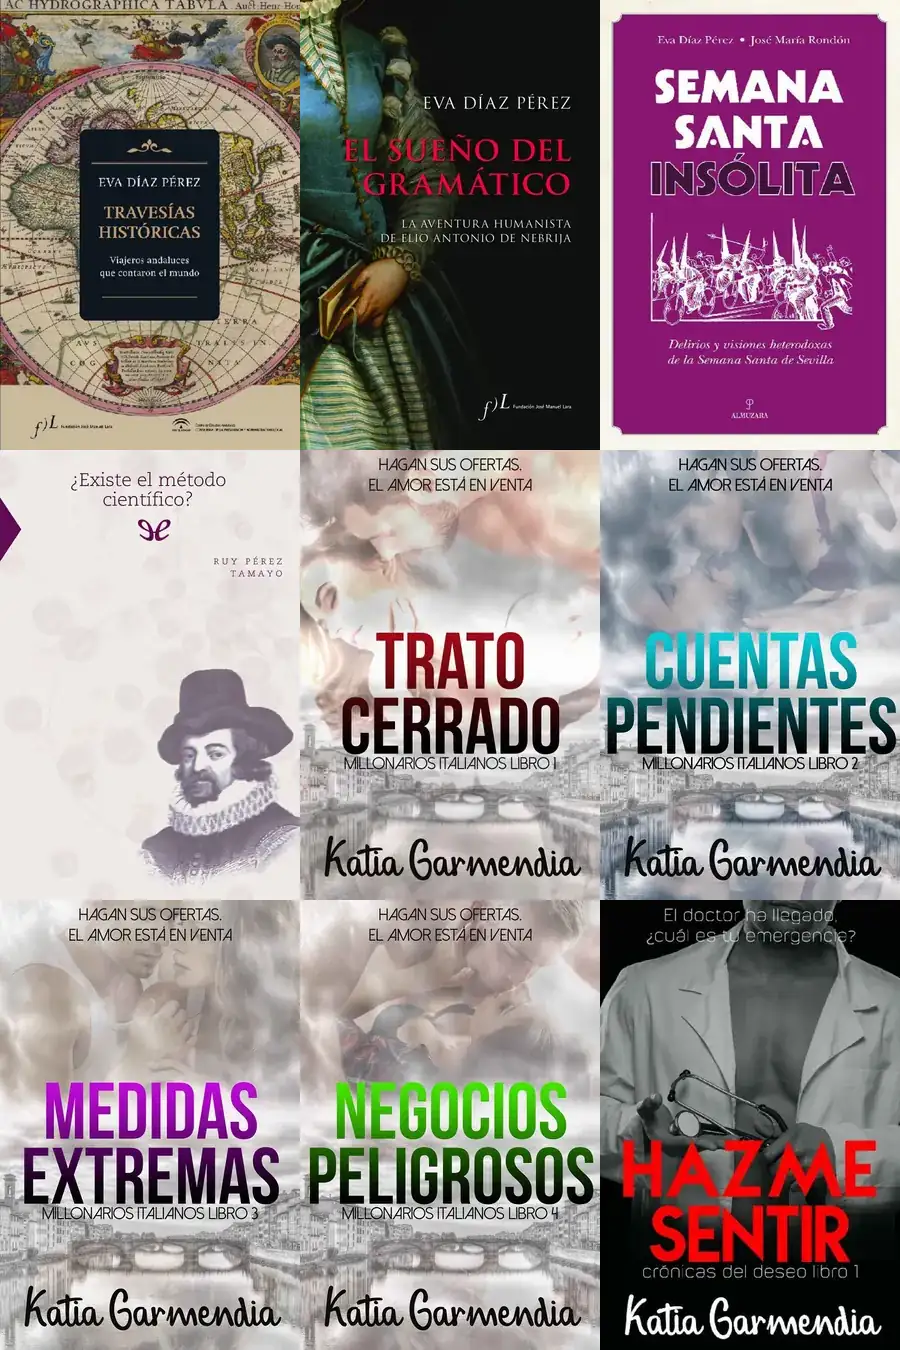 AC HYDROGRAPHICA TABVLA
EVA DÍAZ PÉREZ
TRAVESÍAS
HISTÓRICAS
Viajeros andaluces
que contaron el mundo
f)L Fundación José Manuel Lara
EVA DÍAZ PÉREZ
EL SUEÑO DEL
GRAMÁTICO
LA AVENTURA HUMANISTA
DE ELIO ANTONIO DE NEBRIJA
f)L Fundación José Manuel Lara
Eva Díaz Pérez • José María Rondón
SEMANA
SANTA
INSÓLITA
Delirios y visiones heterodoxas
de la Semana Santa de Sevilla
ALMUZARA
¿Existe el método
científico?
RUY PÉREZ
TAMAYO
HAGAN SUS OFERTAS.
EL AMOR ESTÁ EN VENTA
TRATO
CERRADO
MILLONARIOS ITALIANOS LIBRO 1
Katia Garmendia
HAGAN SUS OFERTAS.
EL AMOR ESTÁ EN VENTA
CUENTAS
PENDIENTES
MILLONARIOS ITALIANOS LIBRO 2
Katia Garmendia
HAGAN SUS OFERTAS.
EL AMOR ESTÁ EN VENTA
MEDIDAS
EXTREMAS
MILLONARIOS ITALIANOS LIBRO 3
Katia Garmendia
HAGAN SUS OFERTAS.
EL AMOR ESTÁ EN VENTA
NEGOCIOS
PELIGROSOS
MILLONARIOS ITALIANOS LIBRO 4
Katia Garmendia
El doctor ha llegado,
¿cuál es tu emergencia?
HAZME
SENTIR
crónicas del deseo libro 1
Katia Garmendia